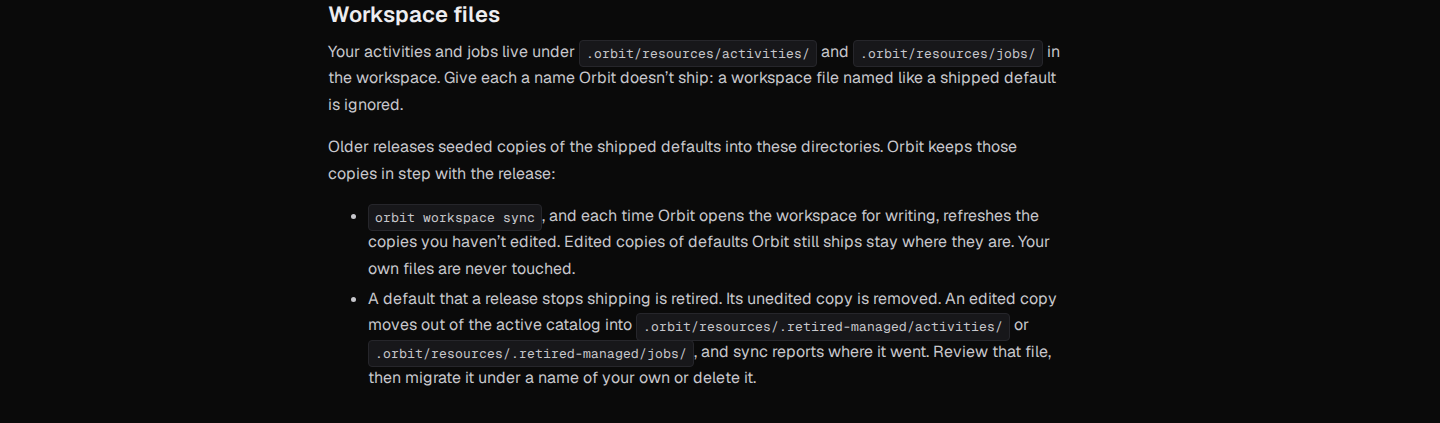 Workspace files
Your activities and jobs live under .orbit/resources/activities/ and .orbit/resources/jobs/ in
the workspace. Give each a name Orbit doesn’t ship: a workspace file named like a shipped default
is ignored.
Older releases seeded copies of the shipped defaults into these directories. Orbit keeps those
copies in step with the release:
• orbit workspace sync, and each time Orbit opens the workspace for writing, refreshes the
copies you haven’t edited. Edited copies of defaults Orbit still ships stay where they are. Your
own files are never touched.
• A default that a release stops shipping is retired. Its unedited copy is removed. An edited copy
moves out of the active catalog into .orbit/resources/.retired-managed/activities/ or
.orbit/resources/.retired-managed/jobs/, and sync reports where it went. Review that file,
then migrate it under a name of your own or delete it.